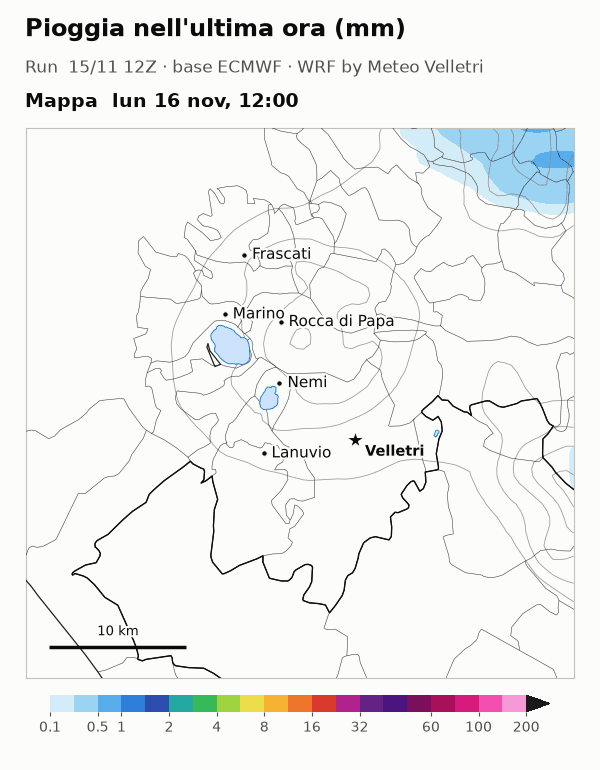 Pioggia nell'ultima ora (mm)
Run  15/11 12Z · base ECMWF · WRF by Meteo Velletri
Mappa  lun 16 nov, 12:00
Frascati
Marino
Rocca di Papa
Nemi
Velletri
Lanuvio
10 km
0.1 0.5 1 2 4 8 16 32 60 100 200